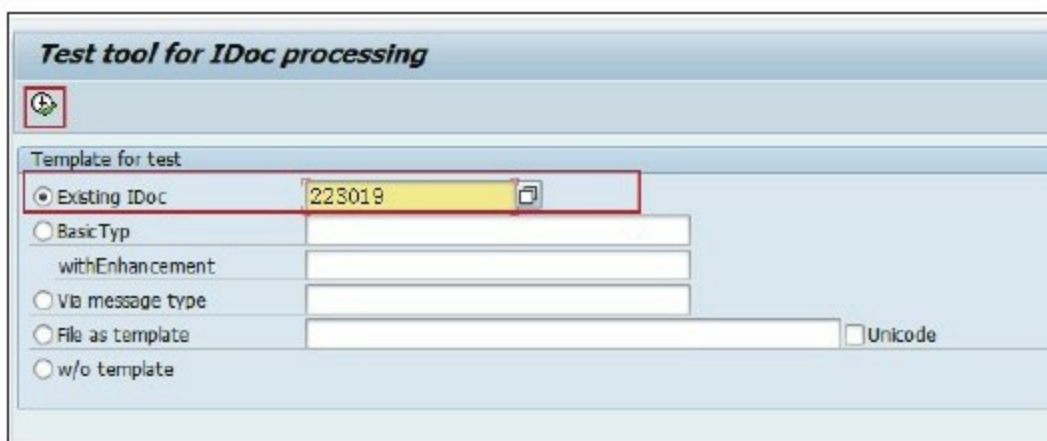 Test tool for IDoc processing
Template for test
Existing IDoc 223019
BasicTyp
withEnhancement
Via message type
File as template Unicode
w/o template